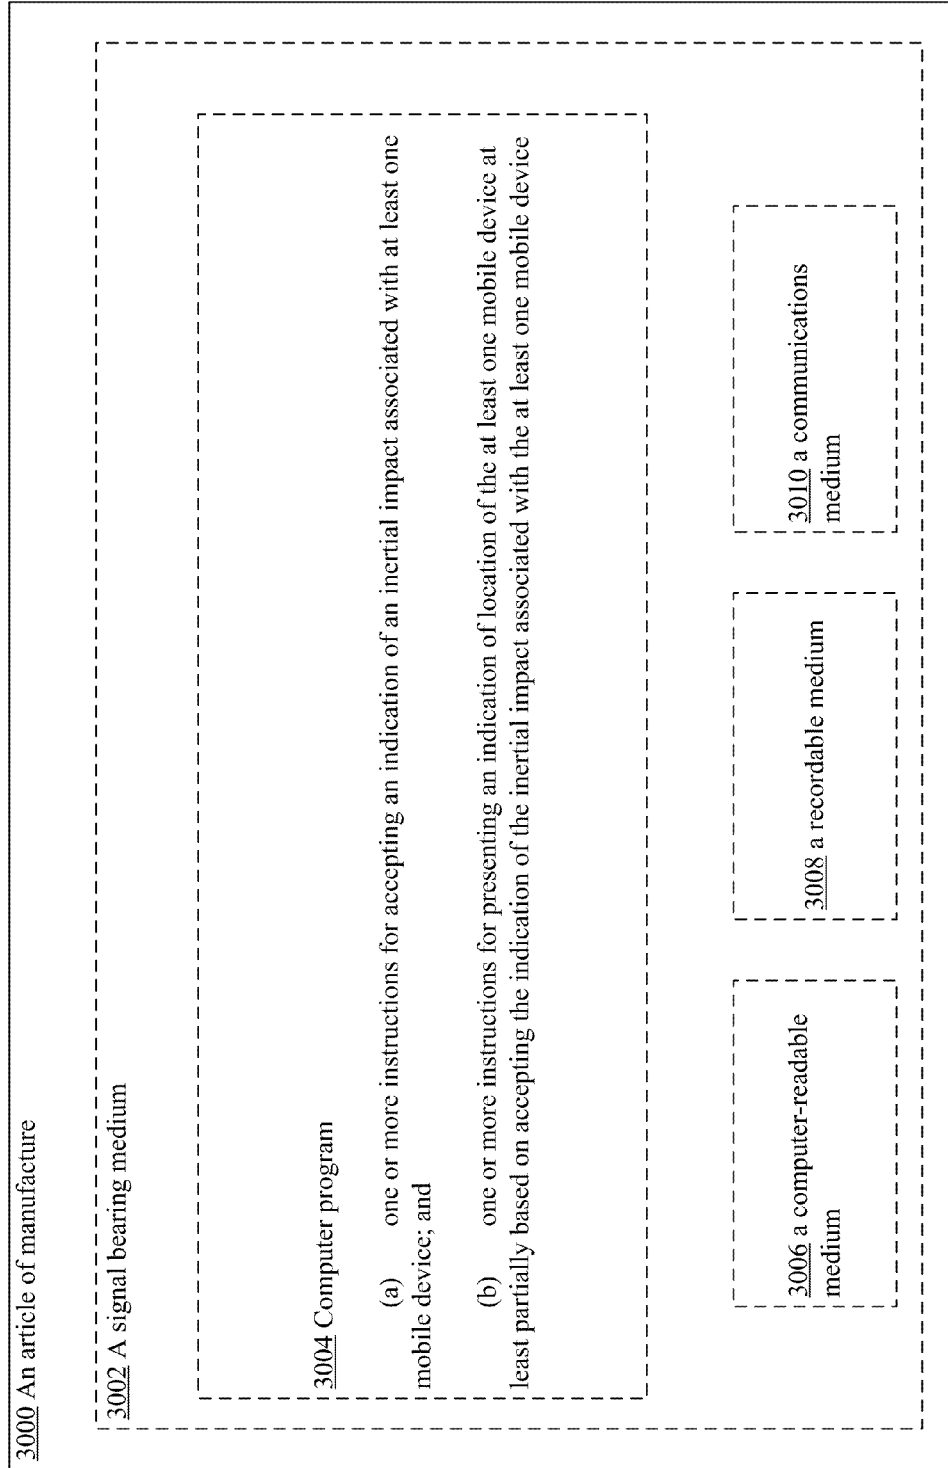 3000 An article of manufacture
3002 A signal bearing medium
3004 Computer program
(a) one or more instructions for accepting an indication of an inertial impact associated with at least one
mobile device; and
(b) one or more instructions for presenting an indication of location of the at least one mobile device at
least partially based on accepting the indication of the inertial impact associated with the at least one mobile device
3006 a computer-readable
medium
3008 a recordable medium
3010 a communications
medium